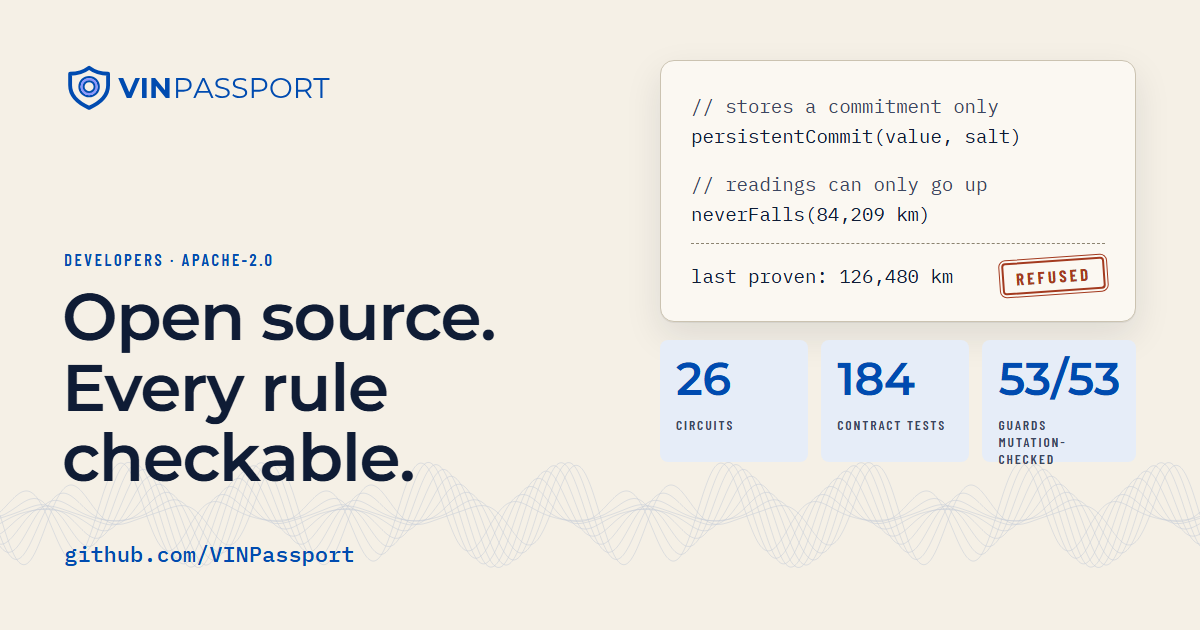 VINPASSPORT
DEVELOPERS · APACHE-2.0
Open source.
Every rule
checkable.
github.com/VINPassport
// stores a commitment only
persistentCommit(value, salt)
// readings can only go up
neverFalls(84,209 km)
last proven: 126,480 km
REFUSED
26
CIRCUITS
184
CONTRACT TESTS
53/53
GUARDS
MUTATION-
CHECKED